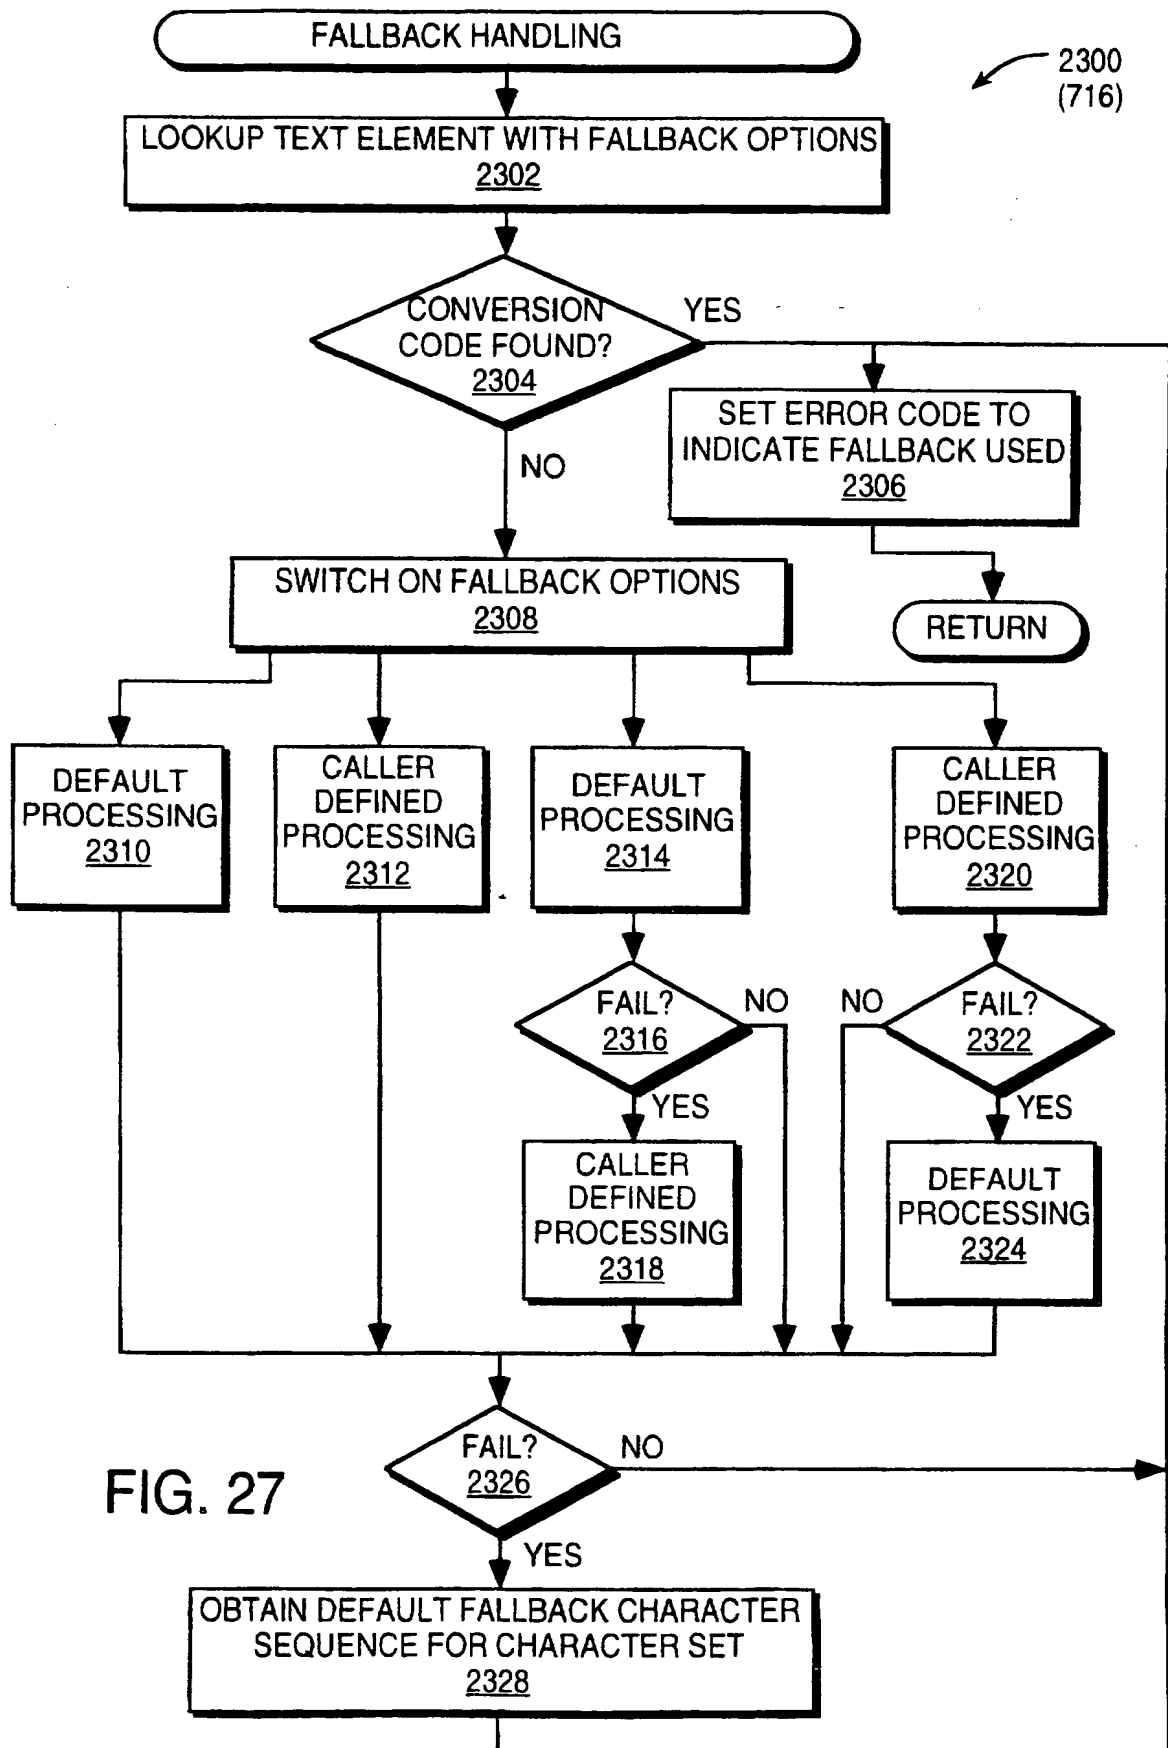 FALLBACK HANDLING
2300
(716)
LOOKUP TEXT ELEMENT WITH FALLBACK OPTIONS
2302
CONVERSION
CODE FOUND?
2304
YES
NO
SET ERROR CODE TO
INDICATE FALLBACK USED
2306
RETURN
SWITCH ON FALLBACK OPTIONS
2308
DEFAULT
PROCESSING
2310
CALLER
DEFINED
PROCESSING
2312
DEFAULT
PROCESSING
2314
CALLER
DEFINED
PROCESSING
2320
FAIL?
2316
NO
YES
NO
FAIL?
2322
YES
CALLER
DEFINED
PROCESSING
2318
DEFAULT
PROCESSING
2324
FAIL?
2326
NO
YES
FIG. 27
OBTAIN DEFAULT FALLBACK CHARACTER
SEQUENCE FOR CHARACTER SET
2328